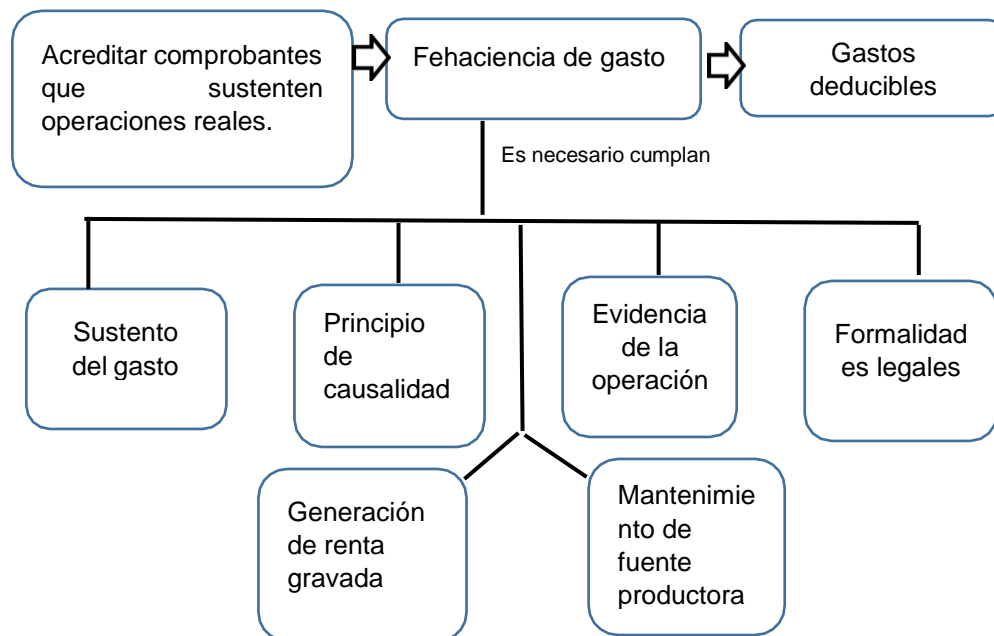 Acreditar comprobantes
que sustenten
operaciones reales.
Fehaciencia de gasto
Gastos
deducibles
Es necesario cumplan
Sustento
del gasto
Principio
de
causalidad
Evidencia
de la
operación
Formalidad
es legales
Generación
de renta
gravada
Mantenimie
nto de
fuente
productora